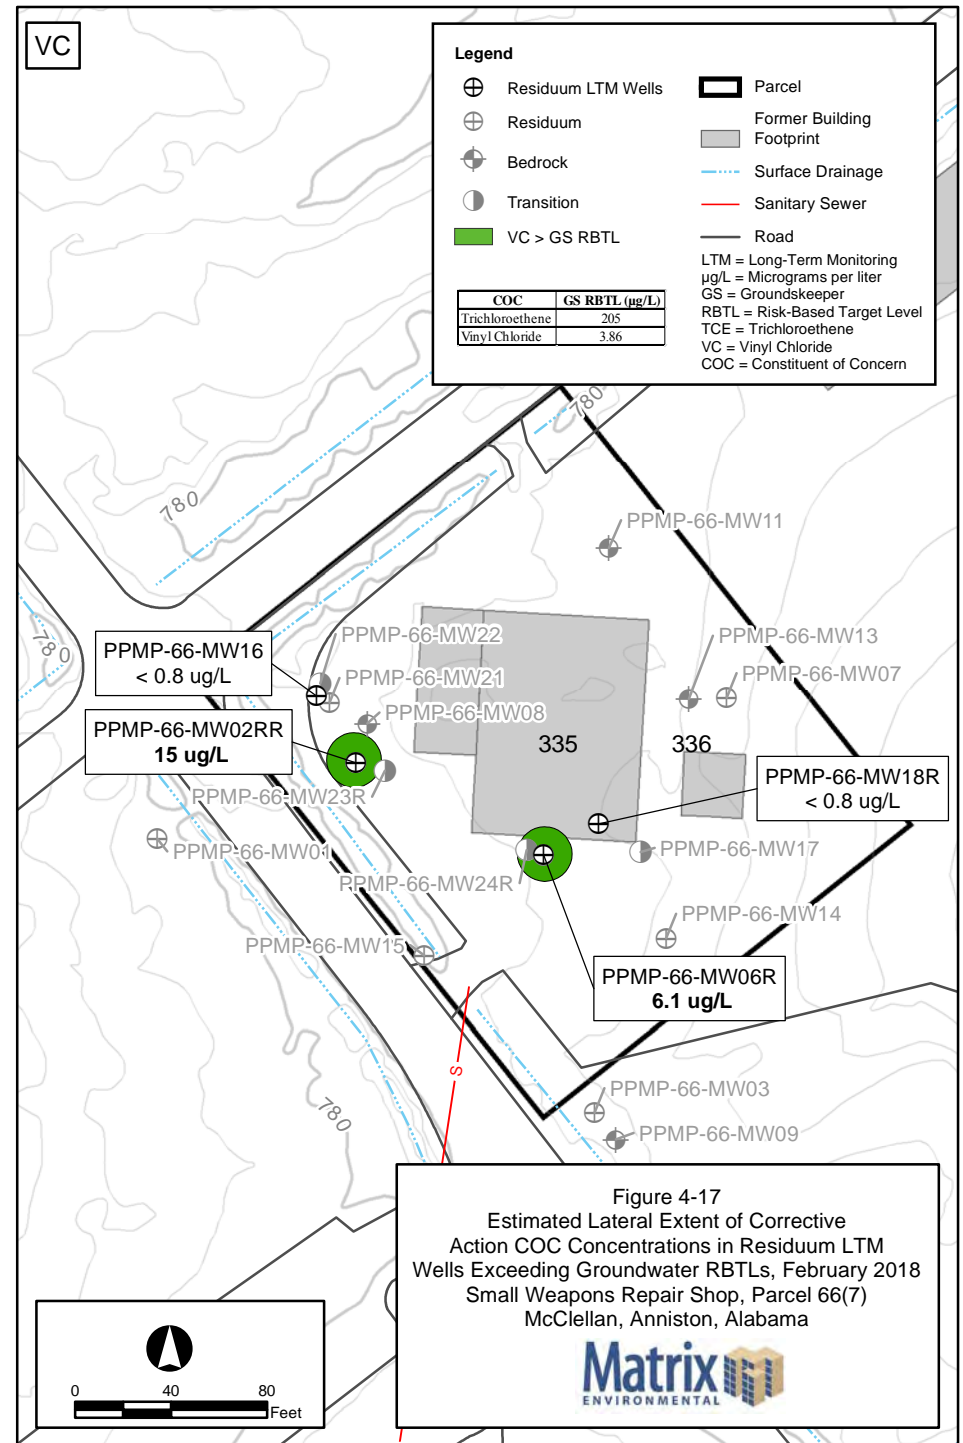 VC
Legend
Residuum LTM Wells
Residuum
Bedrock
Transition
VC > GS RBTL
Parcel
Former Building
Footprint
Surface Drainage
Sanitary Sewer
Road
LTM = Long-Term Monitoring
µg/L = Micrograms per liter
GS = Groundskeeper
RBTL = Risk-Based Target Level
TCE = Trichloroethene
VC = Vinyl Chloride
COC = Constituent of Concern
COC GS RBTL (µg/L)
Trichloroethene 205
Vinyl Chloride 3.86
780
780
PPMP-66-MW11
780
PPMP-66-MW22
PPMP-66-MW13
PPMP-66-MW16
< 0.8 ug/L
PPMP-66-MW21
PPMP-66-MW07
PPMP-66-MW08
PPMP-66-MW02RR
15 ug/L
335
336
PPMP-66-MW18R
< 0.8 ug/L
PPMP-66-MW23R
PPMP-66-MW01
PPMP-66-MW17
PPMP-66-MW24R
PPMP-66-MW14
PPMP-66-MW15
PPMP-66-MW06R
6.1 ug/L
S
PPMP-66-MW03
780
PPMP-66-MW09
Figure 4-17
Estimated Lateral Extent of Corrective
Action COC Concentrations in Residuum LTM
Wells Exceeding Groundwater RBTLs, February 2018
Small Weapons Repair Shop, Parcel 66(7)
McClellan, Anniston, Alabama
Matrix
ENVIRONMENTAL
0 40 80
Feet